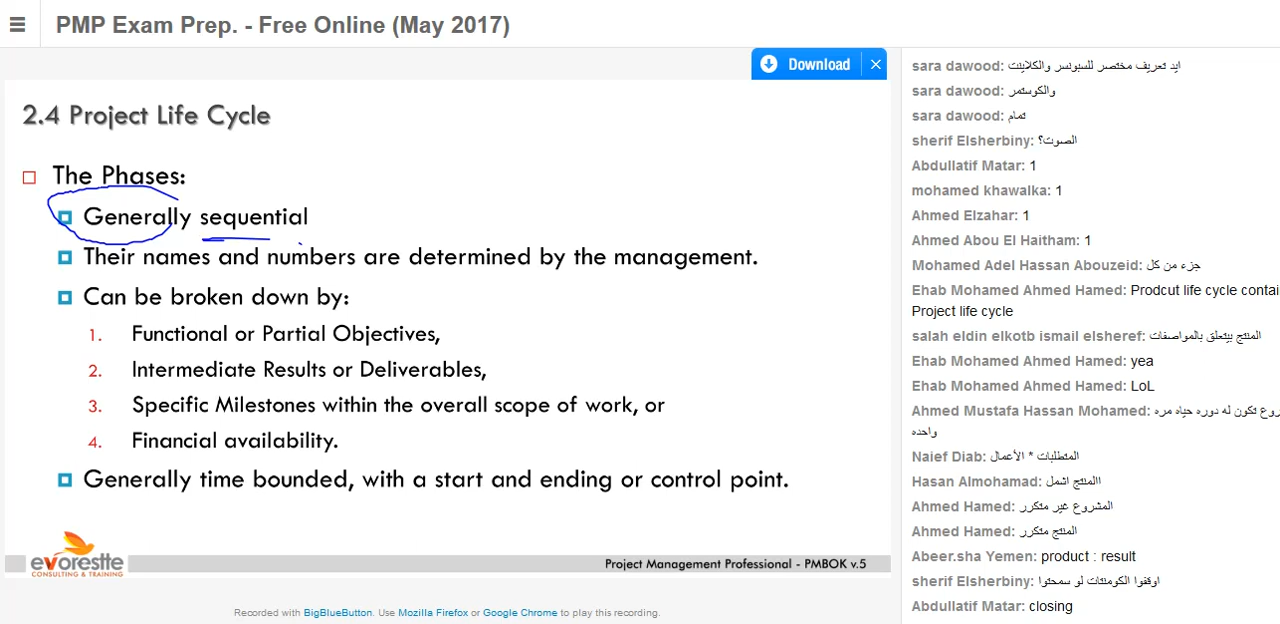 PMP Exam Prep. - Free Online (May 2017)
Download
2.4 Project Life Cycle
The Phases:
Generally sequential
Their names and numbers are determined by the management.
Can be broken down by:
1. Functional or Partial Objectives,
2. Intermediate Results or Deliverables,
3. Specific Milestones within the overall scope of work, or
4. Financial availability.
Generally time bounded, with a start and ending or control point.
evorestte
CONSULTING & TRAINING
Project Management Professional - PMBOK v.5
Recorded with BigBlueButton. Use Mozilla Firefox or Google Chrome to play this recording.
sara dawood: ايد تعريف مختصر للسبونسر والكلاينت
sara dawood: والكوستمر
sara dawood: تمام
sherif Elsherbiny: الصوت؟
Abdullatif Matar: 1
mohamed khawalka: 1
Ahmed Elzahar: 1
Ahmed Abou El Haitham: 1
Mohamed Adel Hassan Abouzeid: جزء من كل
Ehab Mohamed Ahmed Hamed: Prodcut life cycle contai
Project life cycle
salah eldin elkotb ismail elsheref: المنتج بيتعلق بالمواصفات
Ehab Mohamed Ahmed Hamed: yea
Ehab Mohamed Ahmed Hamed: LoL
Ahmed Mustafa Hassan Mohamed: روع تكون له دوره حياه مره
واحده
Naief Diab: المتطلبات * الأعمال
Hasan Almohamad: االمنتج اشمل
Ahmed Hamed: المشروع غير متكرر
Ahmed Hamed: المنتج متكرر
Abeer.sha Yemen: product : result
sherif Elsherbiny: اوقفوا الكومنتات لو سمحتوا
Abdullatif Matar: closing